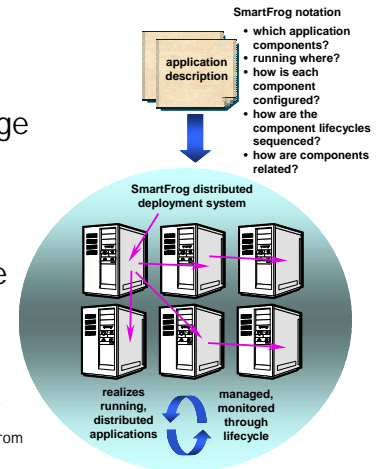 SmartFrog notation
• which application
components?
• running where?
• how is each
component
configured?
• how are the
component lifecycles
sequenced?
• how are components
related?
application
description
SmartFrog distributed
deployment system
realizes
running,
distributed
applications
managed,
monitored
through
lifecycle
ge
e
rom